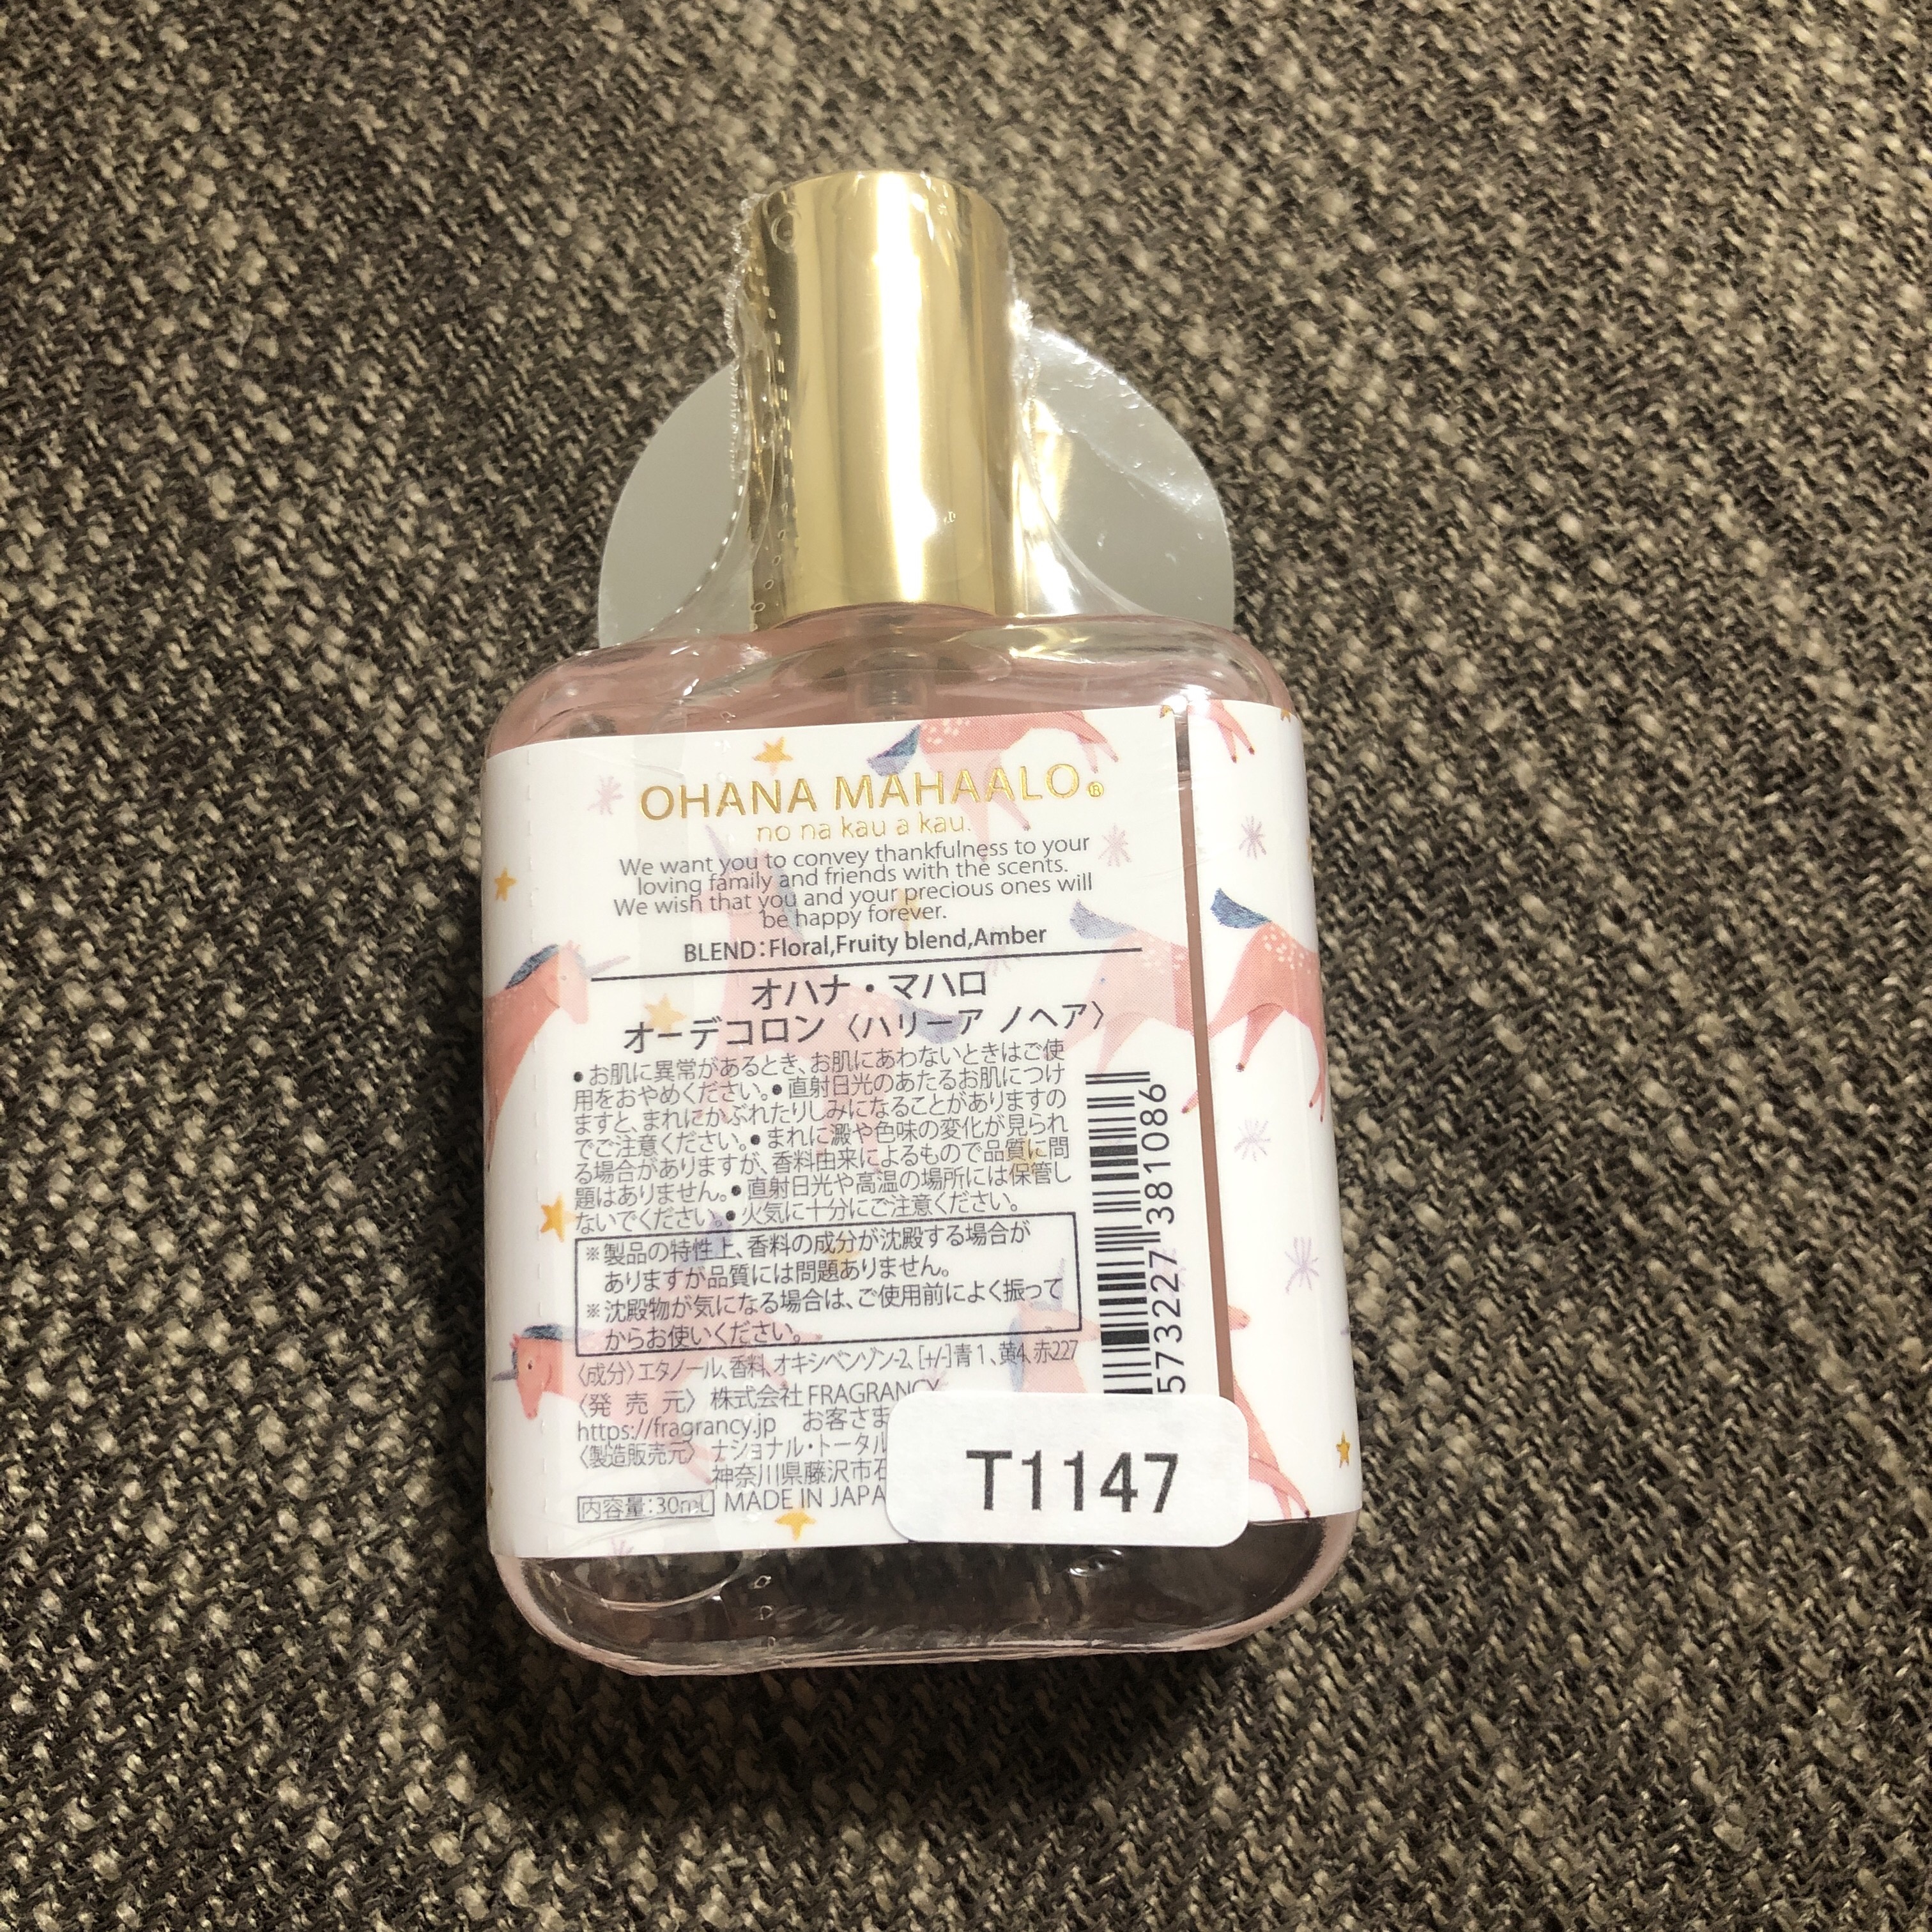 OHANA MAHAALO®
no na kau a kau.
We want you to convey thankfulness to your
loving family and friends with the scents.
We wish that you and your precious ones will
be happy forever.
BLEND:Floral,Fruity blend,Amber
オハナ・マハロ
オーデコロン〈ハリーア ノヘア〉
●お肌に異常があるとき、お肌にあわないときはご使
用をおやめください。●直射日光のあたるお肌につけ
ますと、まれにかぶれたりしみになることがありますの
でご注意ください。●まれに澱や色味の変化が見られ
る場合がありますが、香料由来によるもので品質に問
題はありません。●直射日光や高温の場所には保管し
ないでください。●火気に十分にご注意ください。
※製品の特性上、香料の成分が沈殿する場合が
ありますが品質には問題ありません。
※沈殿物が気になる場合は、ご使用前によく振って
からお使いください。
〈成分〉エタノール、香料、オキシベンゾン-2、[+/-]青1、黄4、赤227
〈発売元〉株式会社 FRAGRANCY
https://fragrancy.jp お客さま
〈製造販売元〉ナショナル・トータル
神奈川県藤沢市石
内容量:30mL MADE IN JAPA
573227 381086
T1147